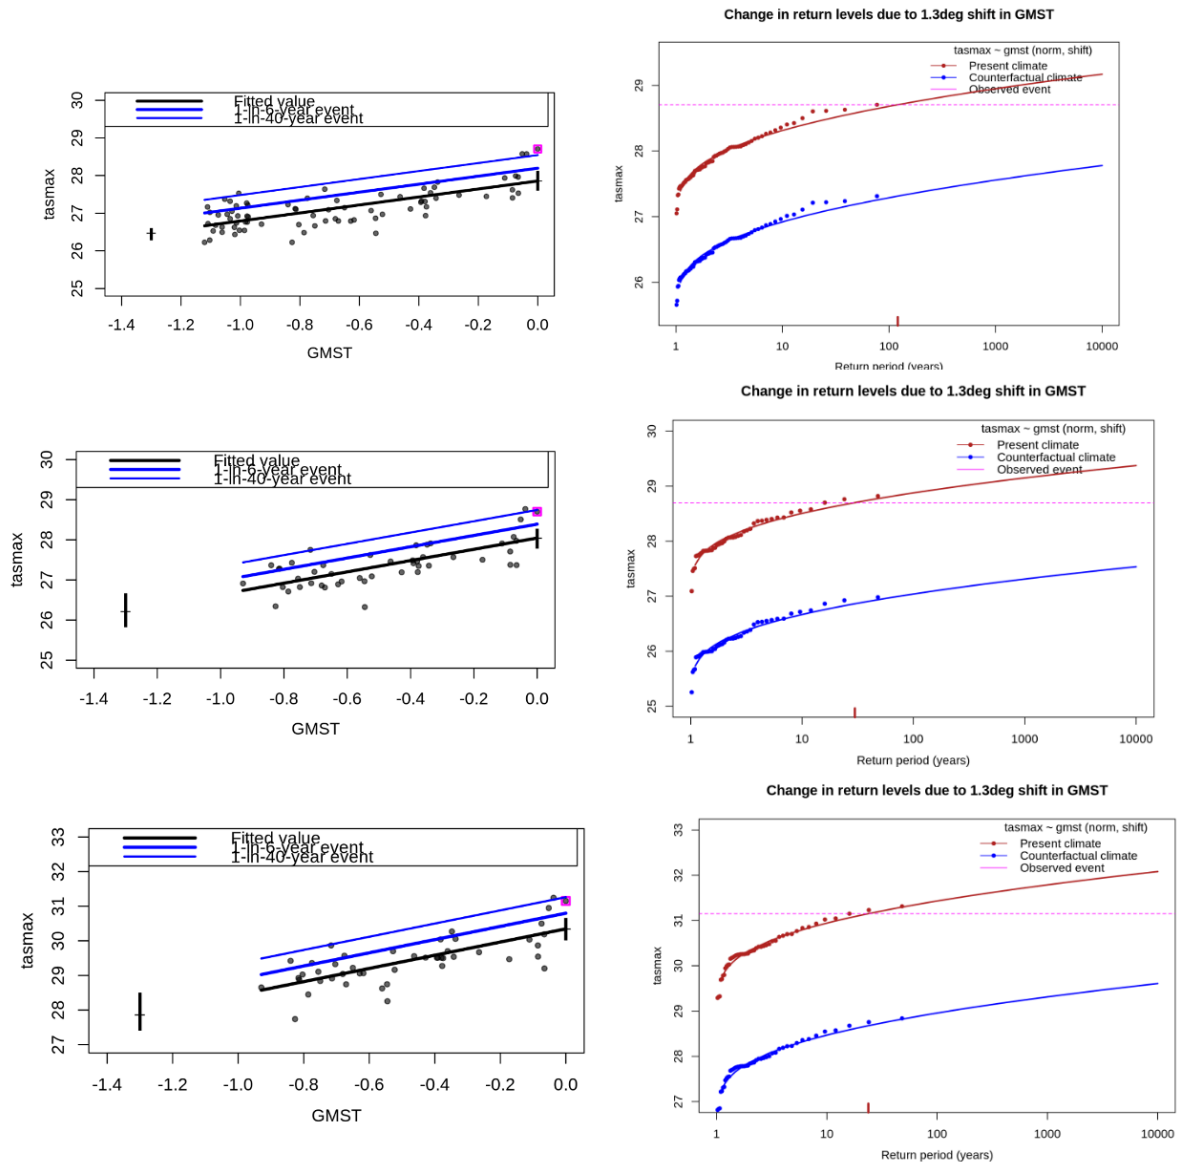 Change in return levels due to 1.3deg shift in GMST
30
29
28
27
26
25
tasmax
Fitted value
1-in-6-year event
1-in-40-year event
-1.4 -1.2 -1.0 -0.8 -0.6 -0.4 -0.2 0.0
GMST
tasmax ~ gmst (norm, shift)
Present climate
Counterfactual climate
Observed event
29
28
27
26
tasmax
1 10 100 1000 10000
Return period (years)
Change in return levels due to 1.3deg shift in GMST
30
29
28
27
26
25
tasmax
Fitted value
1-in-6-year event
1-in-40-year event
-1.4 -1.2 -1.0 -0.8 -0.6 -0.4 -0.2 0.0
GMST
tasmax ~ gmst (norm, shift)
Present climate
Counterfactual climate
Observed event
30
29
28
27
26
25
tasmax
1 10 100 1000 10000
Return period (years)
Change in return levels due to 1.3deg shift in GMST
33
32
31
30
29
28
27
tasmax
Fitted value
1-in-6-year event
1-in-40-year event
-1.4 -1.2 -1.0 -0.8 -0.6 -0.4 -0.2 0.0
GMST
tasmax ~ gmst (norm, shift)
Present climate
Counterfactual climate
Observed event
33
32
31
30
29
28
27
tasmax
1 10 100 1000 10000
Return period (years)